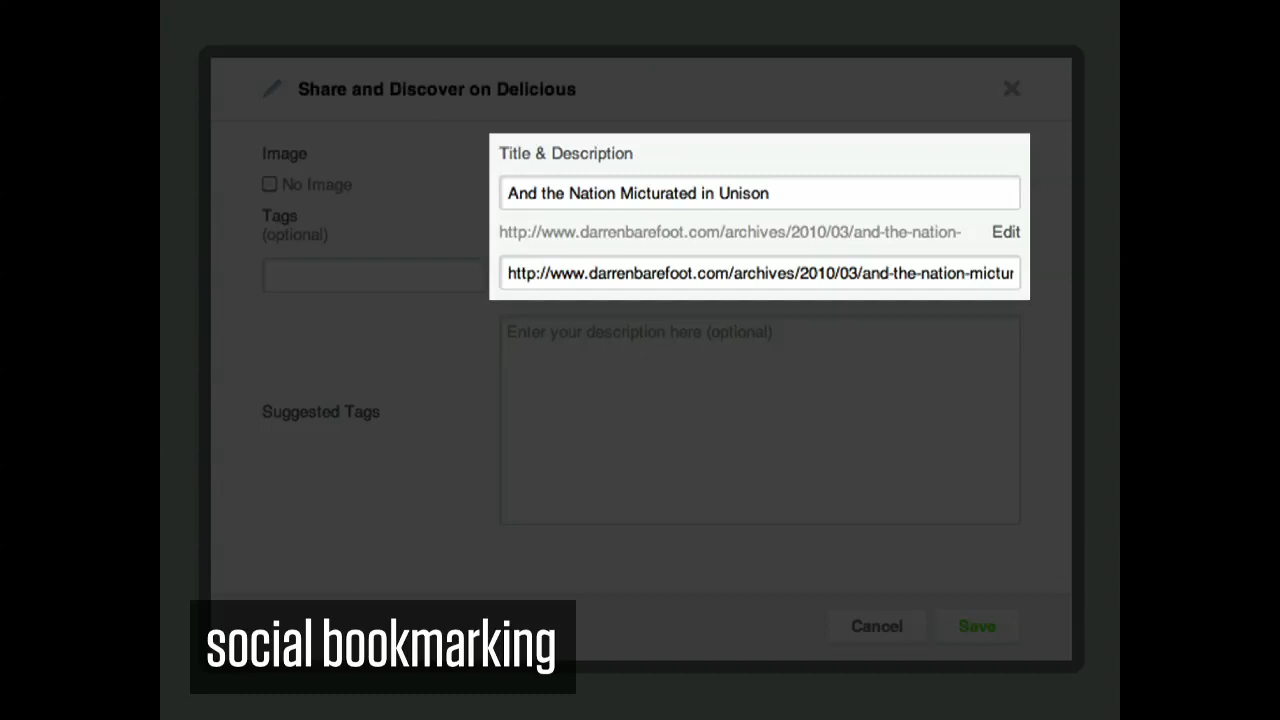 Share and Discover on Delicious
Image
No Image
Tags
(optional)
Title & Description
And the Nation Micturated in Unison
http://www.darrenbarefoot.com/archives/2010/03/and-the-nation-
Edit
http://www.darrenbarefoot.com/archives/2010/03/and-the-nation-mictur
Enter your description here (optional)
Suggested Tags
Cancel
Save
social bookmarking